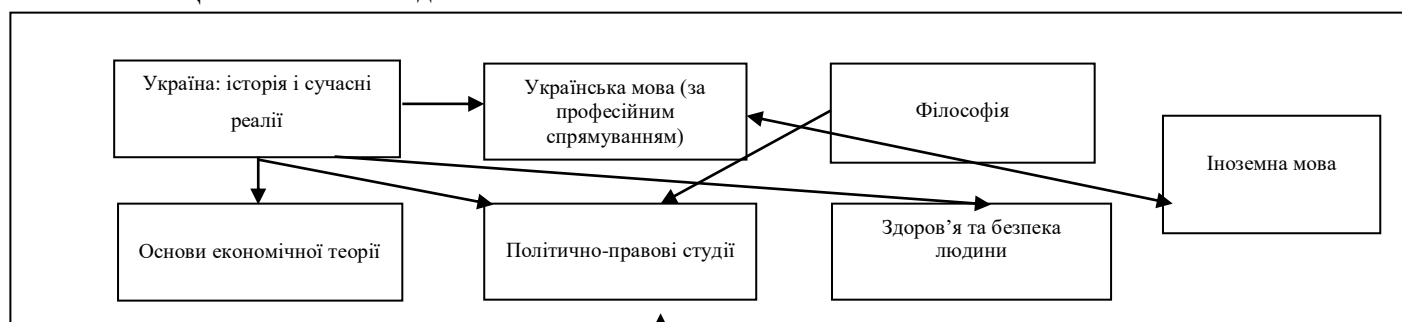 Україна: історія і сучасні
реалії
Українська мова (за
професійним
спрямуванням)
Філософія
Іноземна мова
Основи економічної теорії
Політично-правові студії
Здоров’я та безпека
людини